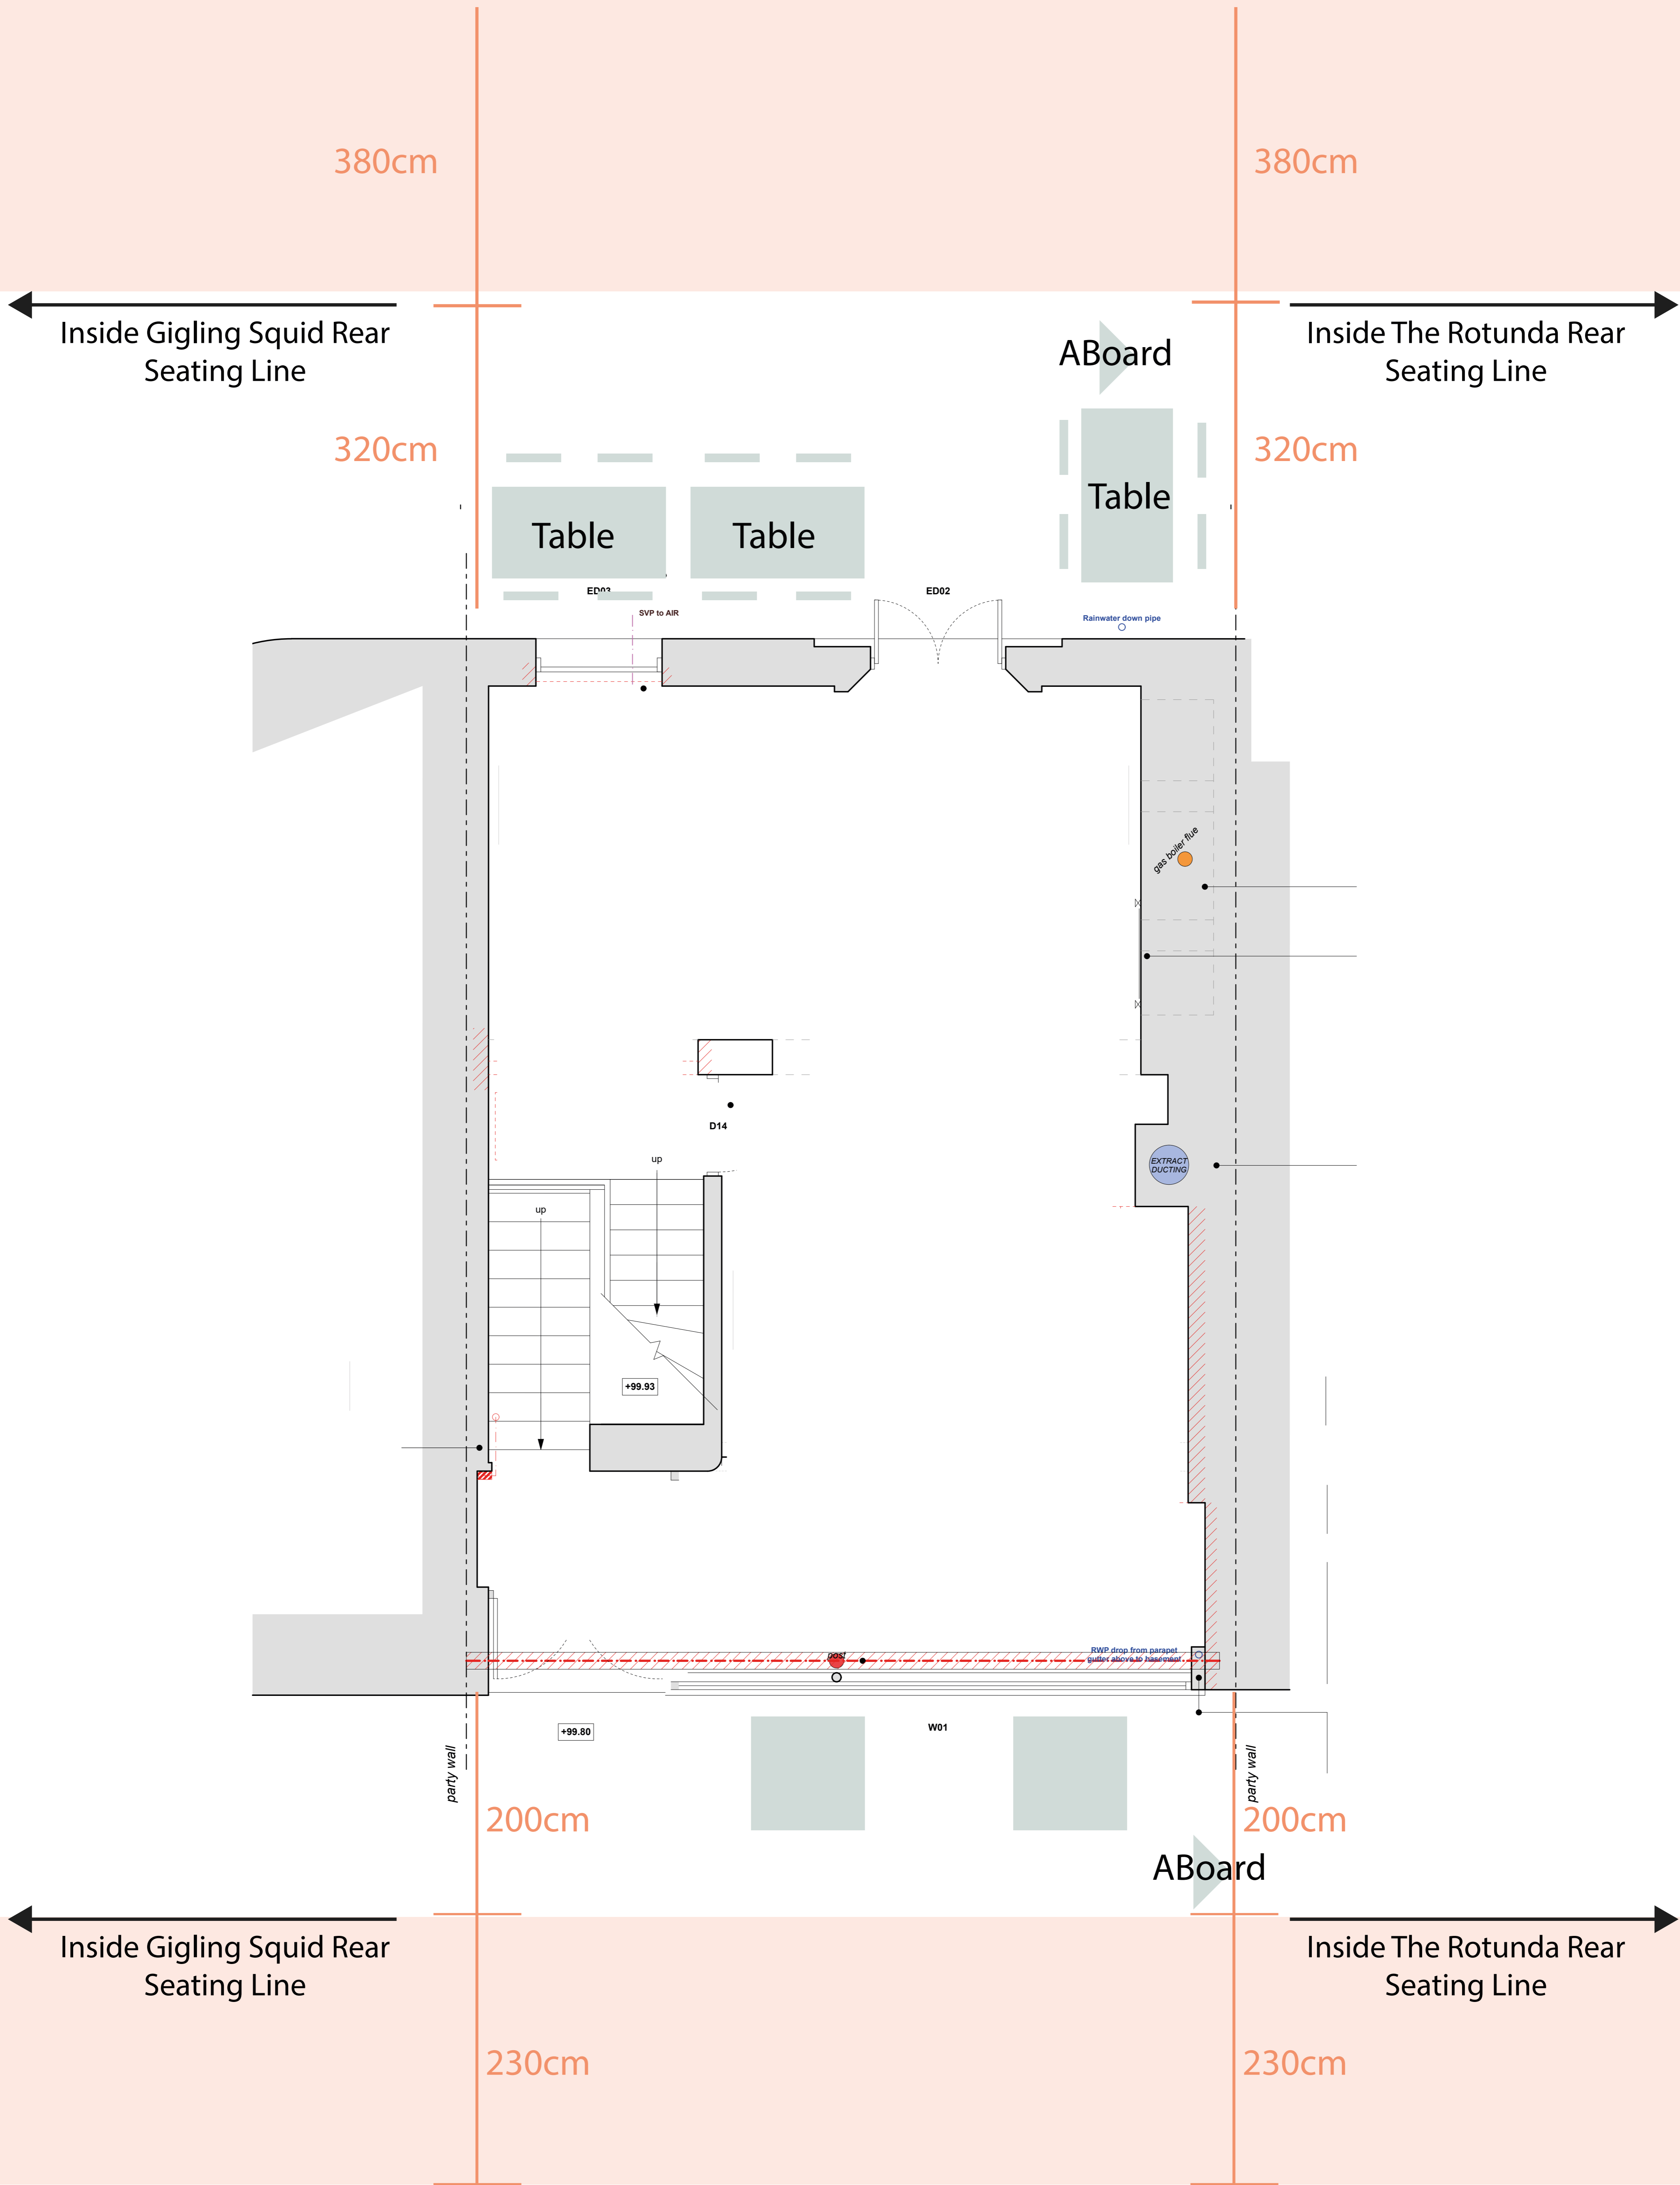 380cm
380cm
Inside Gigling Squid Rear
Seating Line
Inside The Rotunda Rear
Seating Line
ABoard
320cm
320cm
Table
Table
Table
ED03
ED02
SVP to AIR
Rainwater down pipe
gas boiler flue
D14
up
EXTRACT
DUCTING
up
+99.93
post
RWP drop from parapet
gutter above to basement
+99.80
W01
party wall
party wall
200cm
200cm
ABoard
Inside Gigling Squid Rear
Seating Line
Inside The Rotunda Rear
Seating Line
230cm
230cm